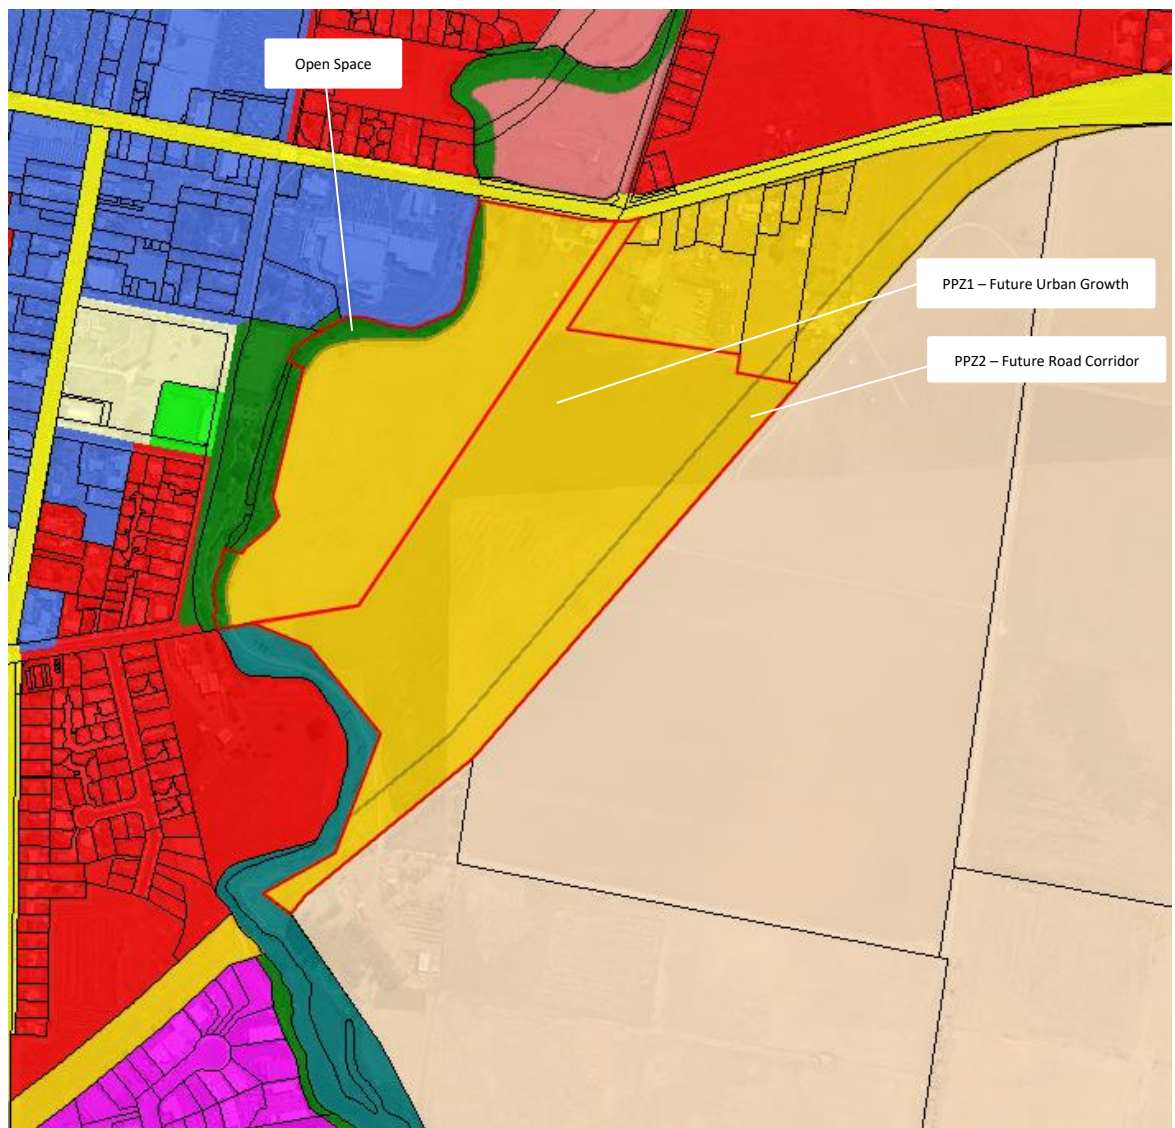 Open Space
PPZ1 – Future Urban Growth
PPZ2 – Future Road Corridor